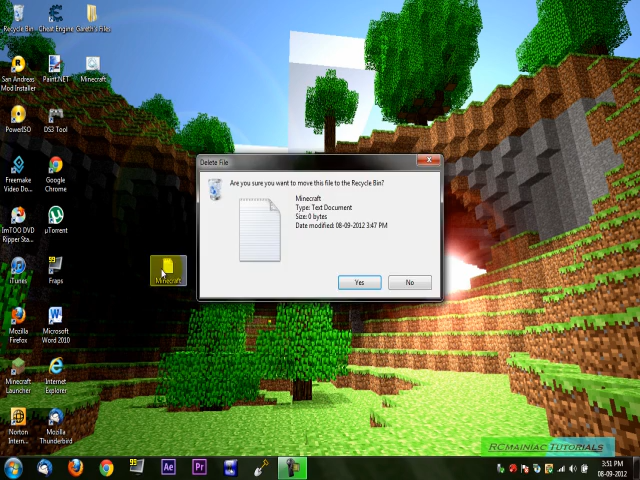 Recycle Bin
Cheat Engine
Gareth's Files
San Andreas
Mod Installer
Paint.NET
Minecraft
PowerISO
DS3 Tool
Freemake
Video Do...
Google
Chrome
ImTOO DVD
Ripper Sta...
µTorrent
iTunes
Fraps
Mozilla
Firefox
Microsoft
Word 2010
Minecraft
Launcher
Internet
Explorer
Norton
Intern...
Mozilla
Thunderbird
Minecraft
Delete File
Are you sure you want to move this file to the Recycle Bin?
Minecraft
Type: Text Document
Size: 0 bytes
Date modified: 08-09-2012 3:47 PM
Yes
No
RCmainiac Tutorials
99
Ae
Pr
3:51 PM
08-09-2012